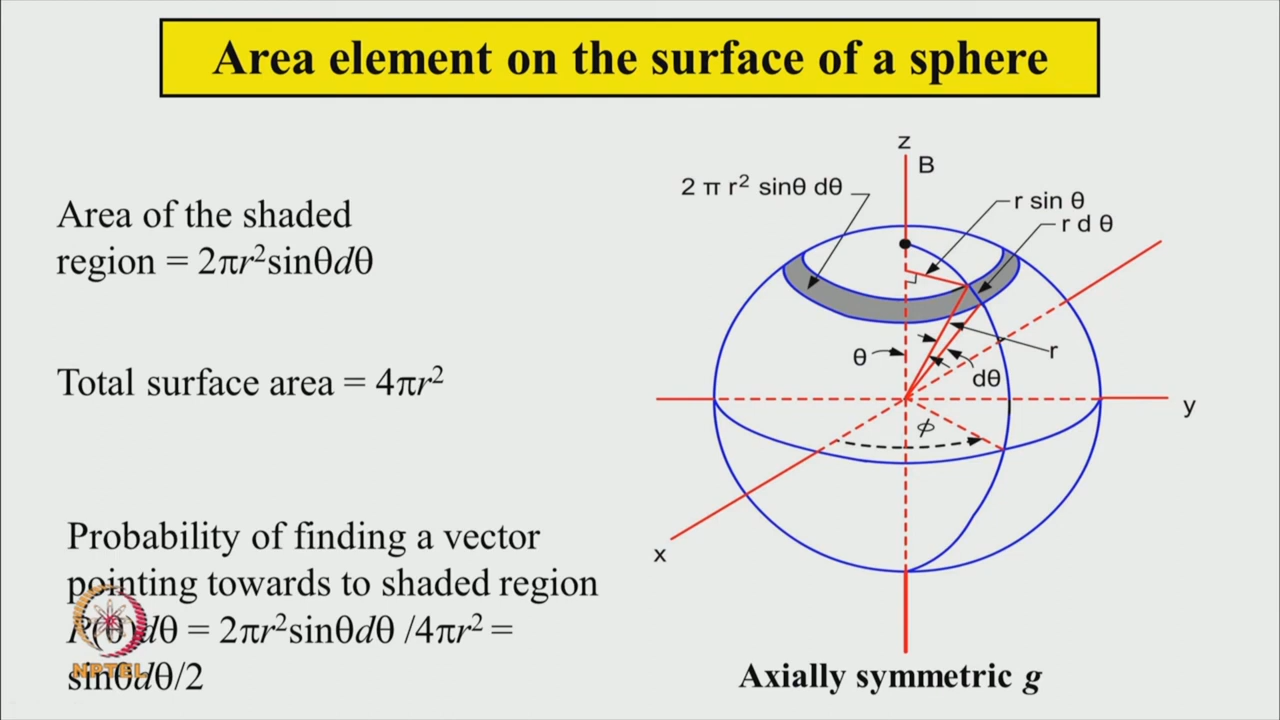 Area element on the surface of a sphere
Area of the shaded
region = 2πr²sinθdθ
Total surface area = 4πr²
Probability of finding a vector
pointing towards to shaded region
P(θ)dθ = 2πr²sinθdθ /4πr² =
sinθdθ/2
NPTEL
z
B
2 π r² sinθ dθ
r sin θ
r d θ
θ
r
dθ
y
ϕ
x
Axially symmetric g